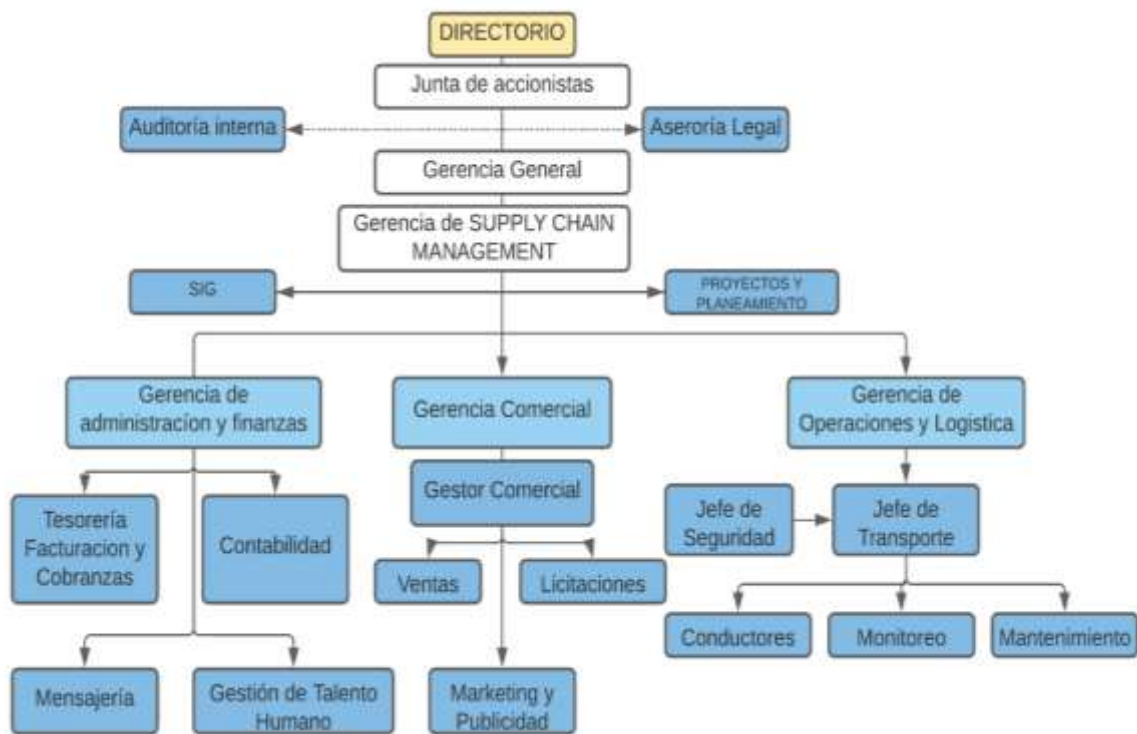 DIRECTORIO
Junta de accionistas
Auditoría interna
Aseroría Legal
Gerencia General
Gerencia de SUPPLY CHAIN
MANAGEMENT
SIG
PROYECTOS Y
PLANEAMIENTO
Gerencia de
administracion y finanzas
Gerencia Comercial
Gerencia de
Operaciones y Logística
Tesorería
Facturacion y
Cobranzas
Contabilidad
Gestor Comercial
Jefe de
Seguridad
Jefe de
Transporte
Ventas
Licitaciones
Conductores
Monitoreo
Mantenimiento
Mensajería
Gestión de Talento
Humano
Marketing y
Publicidad